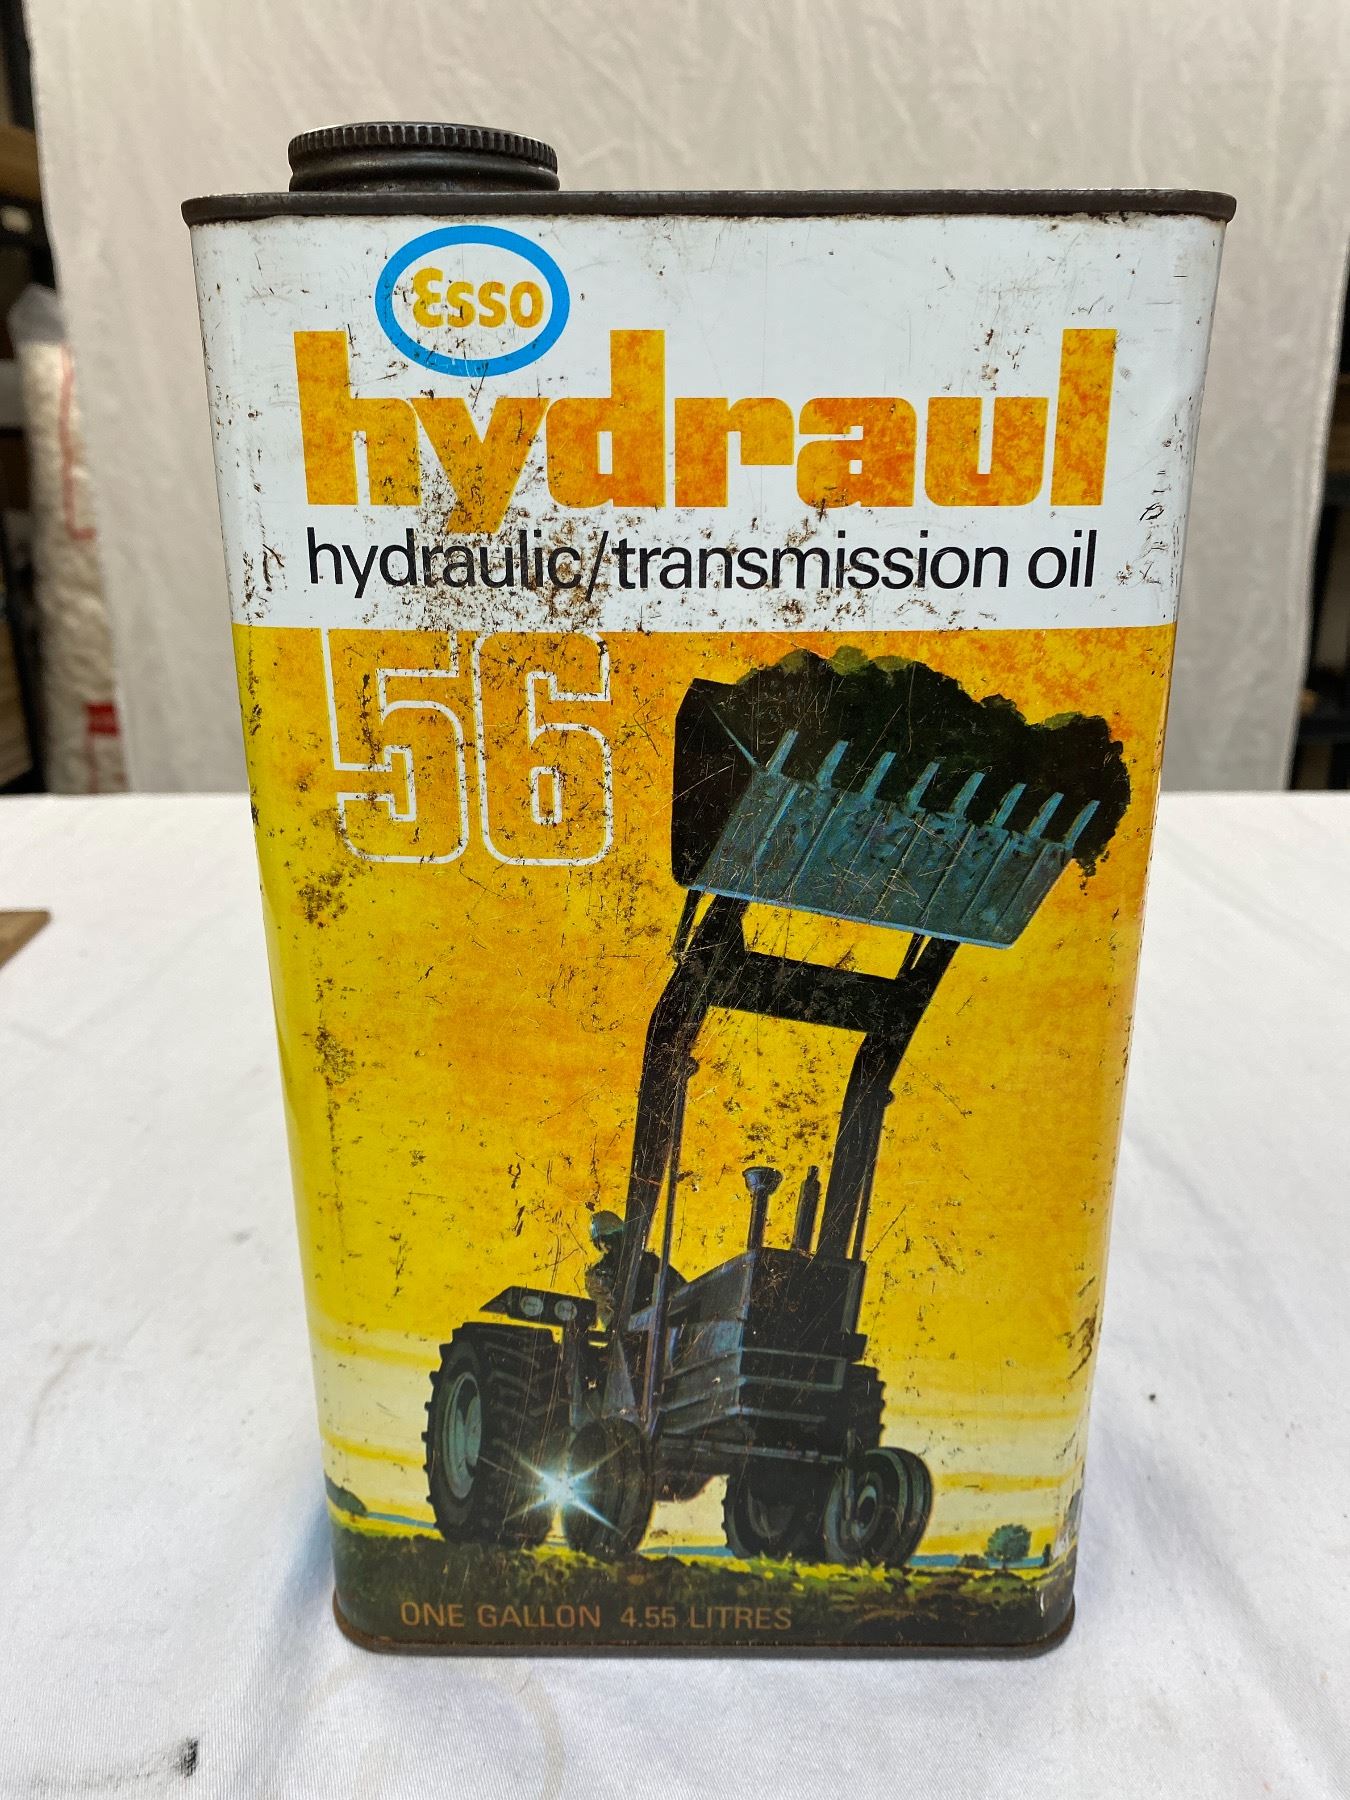 Esso
hydraul
hydraulic/transmission oil
56
ONE GALLON 4.55 LITRES